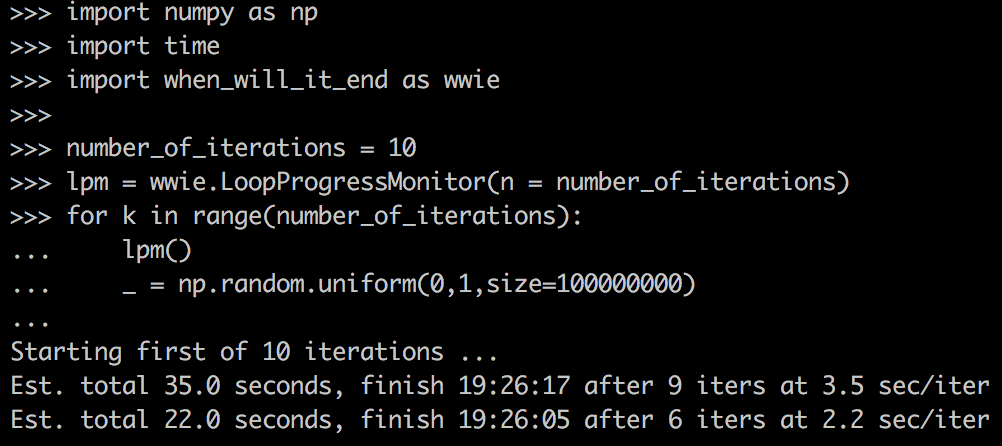 >>> import numpy as np
>>> import time
>>> import when_will_it_end as wwie
>>>
>>> number_of_iterations = 10
>>> lpm = wwie.LoopProgressMonitor(n = number_of_iterations)
>>> for k in range(number_of_iterations):
...     lpm()
...     _ = np.random.uniform(0,1,size=100000000)
...
Starting first of 10 iterations ...
Est. total 35.0 seconds, finish 19:26:17 after 9 iters at 3.5 sec/iter
Est. total 22.0 seconds, finish 19:26:05 after 6 iters at 2.2 sec/iter